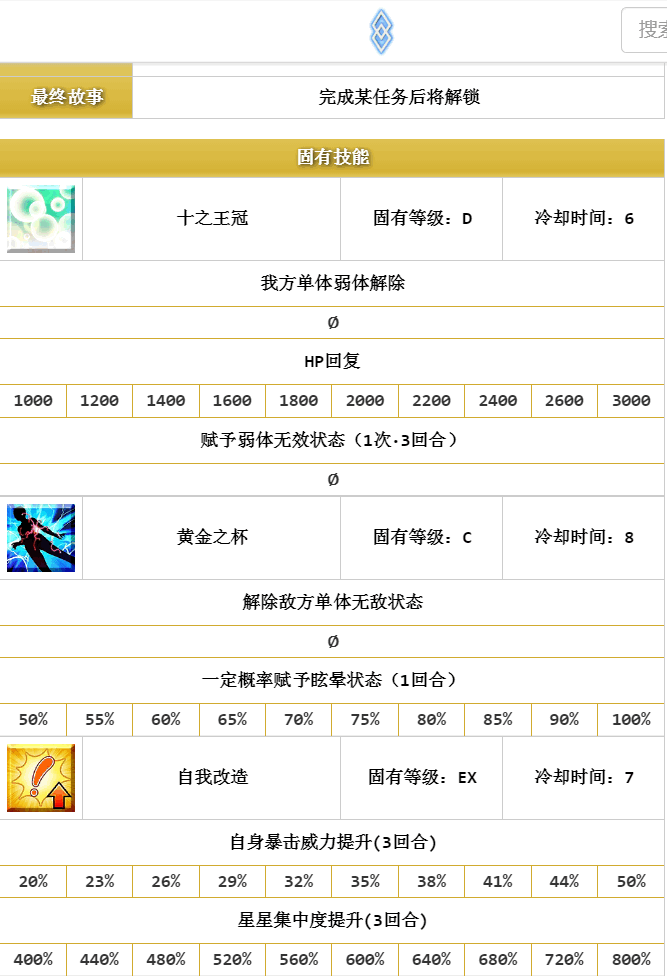 搜索
最终故事 完成某任务后将解锁
固有技能
十之王冠 固有等级：D 冷却时间：6
我方单体弱体解除
Ø
HP回复
1000 1200 1400 1600 1800 2000 2200 2400 2600 3000
赋予弱体无效状态（1次·3回合）
Ø
黄金之杯 固有等级：C 冷却时间：8
解除敌方单体无敌状态
Ø
一定概率赋予眩晕状态（1回合）
50% 55% 60% 65% 70% 75% 80% 85% 90% 100%
自我改造 固有等级：EX 冷却时间：7
自身暴击威力提升(3回合)
20% 23% 26% 29% 32% 35% 38% 41% 44% 50%
星星集中度提升(3回合)
400% 440% 480% 520% 560% 600% 640% 680% 720% 800%